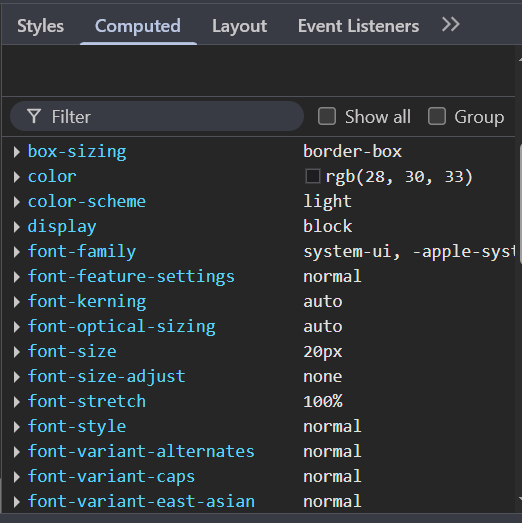 Styles Computed Layout Event Listeners >>
Filter Show all Group
box-sizing border-box
color rgb(28, 30, 33)
color-scheme light
display block
font-family system-ui, -apple-syst
font-feature-settings normal
font-kerning auto
font-optical-sizing auto
font-size 20px
font-size-adjust none
font-stretch 100%
font-style normal
font-variant-alternates normal
font-variant-caps normal
font-variant-east-asian normal